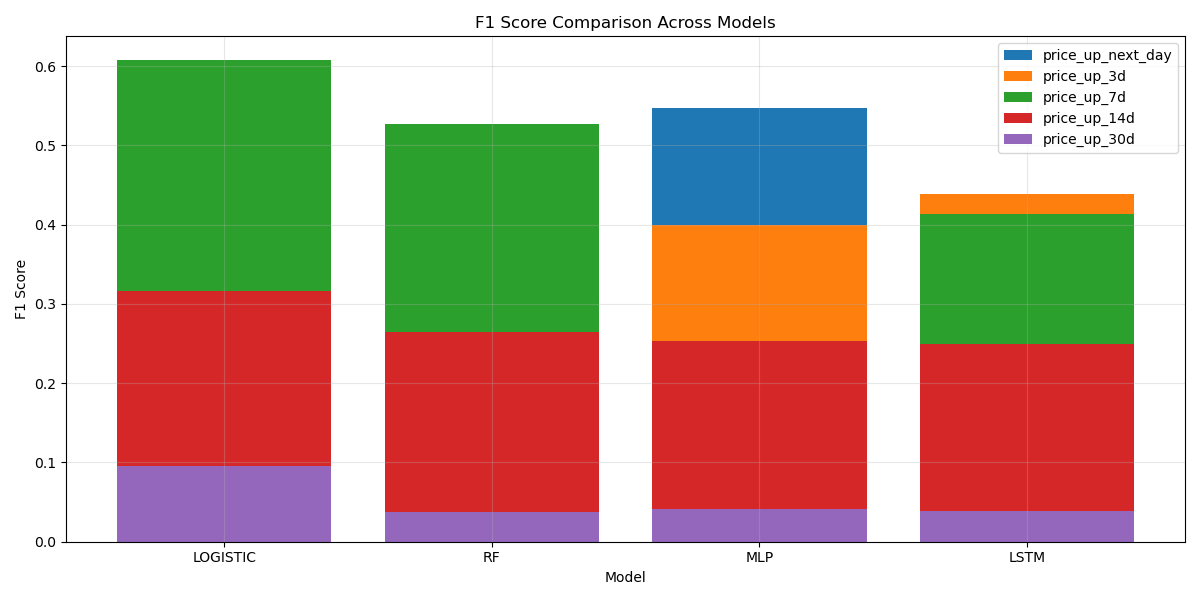 F1 Score Comparison Across Models
price_up_next_day
price_up_3d
price_up_7d
price_up_14d
price_up_30d
F1 Score
0.6
0.5
0.4
0.3
0.2
0.1
0.0
LOGISTIC
RF
MLP
LSTM
Model